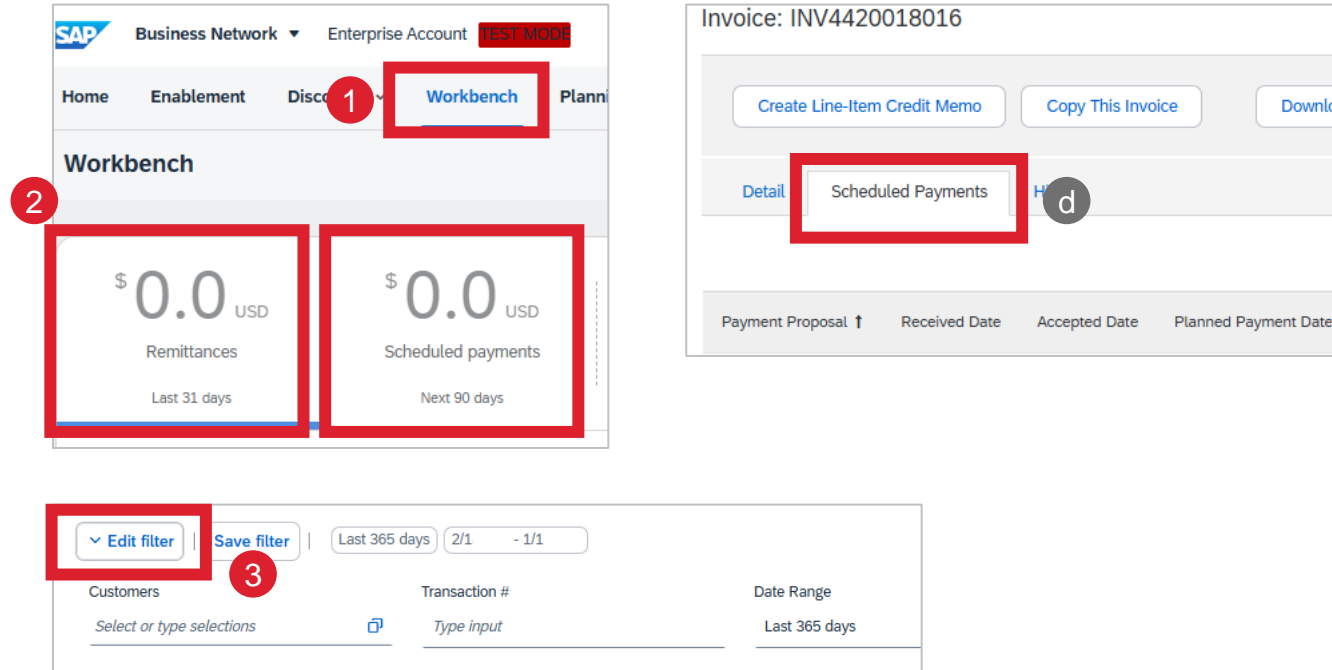 SAP Business Network Enterprise Account TEST MODE
1
Home Enablement Workbench
Workbench
2
$ 0.0 USD
Remittances
Last 31 days
$ 0.0 USD
Scheduled payments
Next 90 days
Invoice: INV4420018016
Create Line-Item Credit Memo Copy This Invoice
Detail Scheduled Payments
d
Payment Proposal ↑ Received Date Accepted Date Planned Payment Date
Edit filter Save filter Last 365 days 2/1 - 1/1
3
Customers Transaction # Date Range
Select or type selections Type input Last 365 days